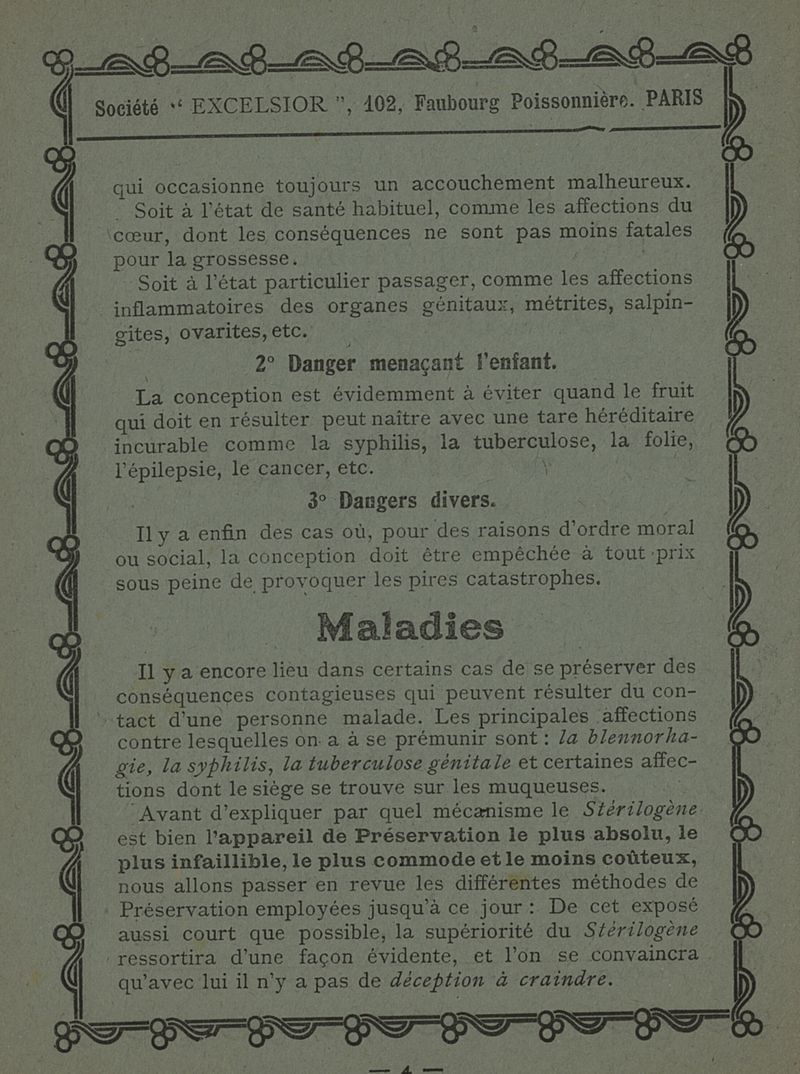 Société “ EXCELSIOR ”, 102, Faubourg Poissonnière. PARIS
qui occasionne toujours un accouchement malheureux.
Soit à l'état de santé habituel, comme les affections du
cœur, dont les conséquences ne sont pas moins fatales
pour la grossesse.
Soit à l'état particulier passager, comme les affections
inflammatoires des organes génitaux, métrites, salpin-
gites, ovarites, etc.
2° Danger menaçant l'enfant.
La conception est évidemment à éviter quand le fruit
qui doit en résulter peut naître avec une tare héréditaire
incurable comme la syphilis, la tuberculose, la folie,
l'épilepsie, le cancer, etc.
3° Dangers divers.
Il y a enfin des cas où, pour des raisons d'ordre moral
ou social, la conception doit être empêchée à tout prix
sous peine de provoquer les pires catastrophes.
Maladies
Il y a encore lieu dans certains cas de se préserver des
conséquences contagieuses qui peuvent résulter du con-
tact d'une personne malade. Les principales affections
contre lesquelles on a à se prémunir sont : la blennorha-
gie, la syphilis, la tuberculose génitale et certaines affec-
tions dont le siège se trouve sur les muqueuses.
Avant d'expliquer par quel mécanisme le Stérilogène
est bien l'appareil de Préservation le plus absolu, le
plus infaillible, le plus commode et le moins coûteux,
nous allons passer en revue les différentes méthodes de
Préservation employées jusqu'à ce jour : De cet exposé
aussi court que possible, la supériorité du Stérilogène
ressortira d'une façon évidente, et l'on se convaincra
qu'avec lui il n'y a pas de déception à craindre.
— 4 —